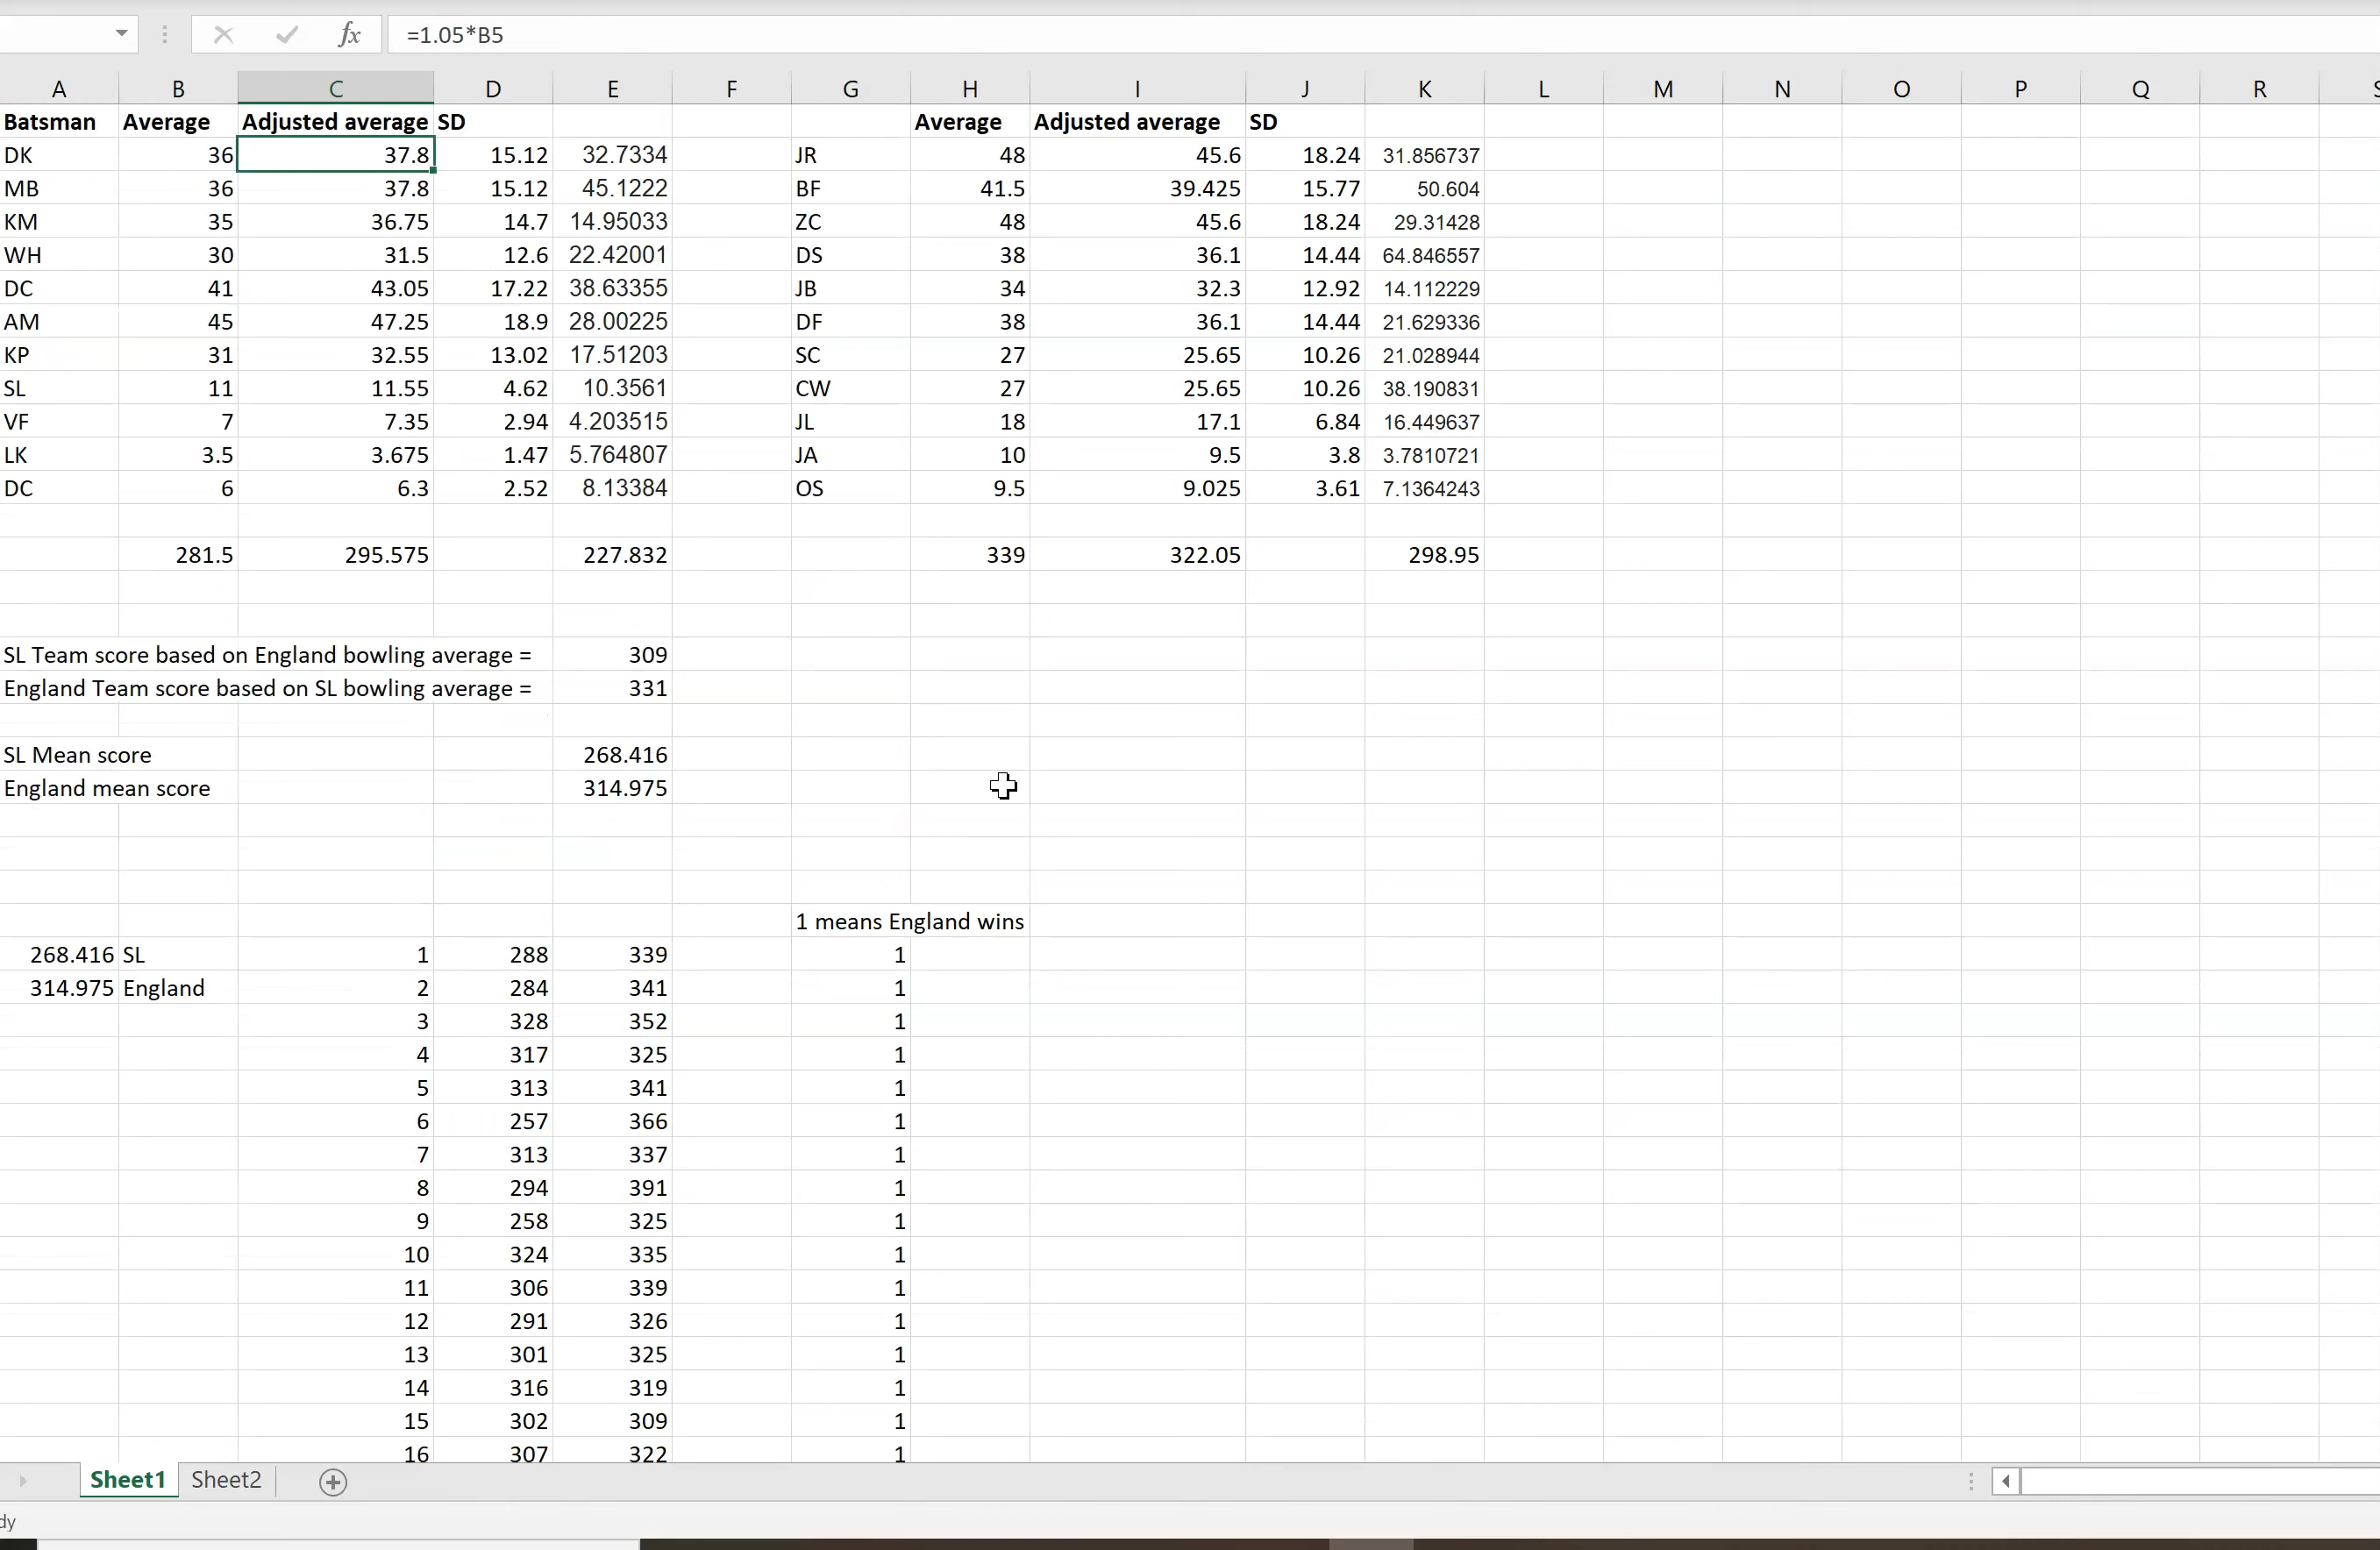 fx =1.05*B5
A B C D E F G H I J K L M N O P Q R
Batsman Average Adjusted average SD Average Adjusted average SD
DK 36 37.8 15.12 32.7334 JR 48 45.6 18.24 31.856737
MB 36 37.8 15.12 45.1222 BF 41.5 39.425 15.77 50.604
KM 35 36.75 14.7 14.95033 ZC 48 45.6 18.24 29.31428
WH 30 31.5 12.6 22.42001 DS 38 36.1 14.44 64.846557
DC 41 43.05 17.22 38.63355 JB 34 32.3 12.92 14.112229
AM 45 47.25 18.9 28.00225 DF 38 36.1 14.44 21.629336
KP 31 32.55 13.02 17.51203 SC 27 25.65 10.26 21.028944
SL 11 11.55 4.62 10.3561 CW 27 25.65 10.26 38.190831
VF 7 7.35 2.94 4.203515 JL 18 17.1 6.84 16.449637
LK 3.5 3.675 1.47 5.764807 JA 10 9.5 3.8 3.7810721
DC 6 6.3 2.52 8.13384 OS 9.5 9.025 3.61 7.1364243
281.5 295.575 227.832 339 322.05 298.95
SL Team score based on England bowling average = 309
England Team score based on SL bowling average = 331
SL Mean score 268.416
England mean score 314.975
1 means England wins
268.416 SL 1 288 339 1
314.975 England 2 284 341 1
3 328 352 1
4 317 325 1
5 313 341 1
6 257 366 1
7 313 337 1
8 294 391 1
9 258 325 1
10 324 335 1
11 306 339 1
12 291 326 1
13 301 325 1
14 316 319 1
15 302 309 1
16 307 322 1
Sheet1 Sheet2
dy